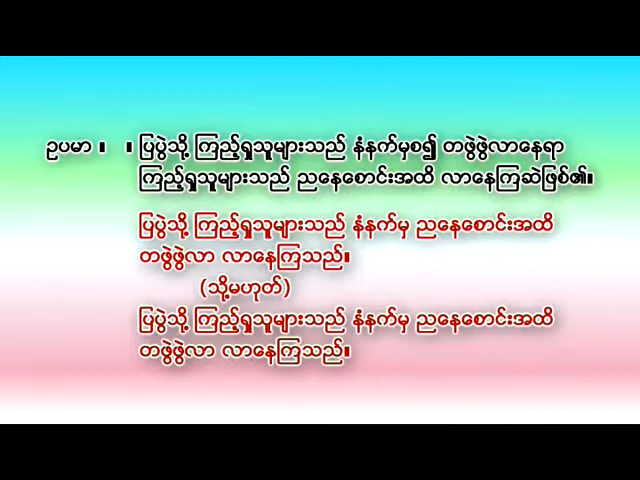 ဥပမာ ။ ။ ပြပွဲသို့ ကြည့်ရှုသူများသည် နံနက်မှစ၍ တဖွဲဖွဲလာနေရာ
ကြည့်ရှုသူများသည် ညနေစောင်းအထိ လာနေကြဆဲဖြစ်၏။
ပြပွဲသို့ ကြည့်ရှုသူများသည် နံနက်မှ ညနေစောင်းအထိ
တဖွဲဖွဲလာ လာနေကြသည်။
(သို့မဟုတ်)
ပြပွဲသို့ ကြည့်ရှုသူများသည် နံနက်မှ ညနေစောင်းအထိ
တဖွဲဖွဲလာ လာနေကြသည်။